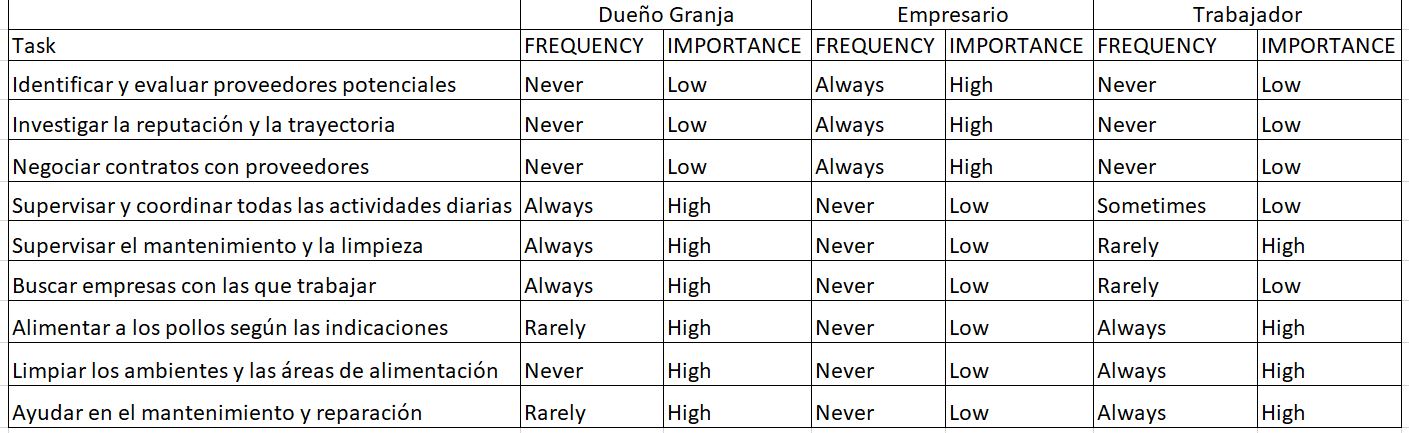 Dueño Granja Empresario Trabajador
Task FREQUENCY IMPORTANCE FREQUENCY IMPORTANCE FREQUENCY IMPORTANCE
Identificar y evaluar proveedores potenciales Never Low Always High Never Low
Investigar la reputación y la trayectoria Never Low Always High Never Low
Negociar contratos con proveedores Never Low Always High Never Low
Supervisar y coordinar todas las actividades diarias Always High Never Low Sometimes Low
Supervisar el mantenimiento y la limpieza Always High Never Low Rarely High
Buscar empresas con las que trabajar Always High Never Low Rarely Low
Alimentar a los pollos según las indicaciones Rarely High Never Low Always High
Limpiar los ambientes y las áreas de alimentación Never High Never Low Always High
Ayudar en el mantenimiento y reparación Rarely High Never Low Always High